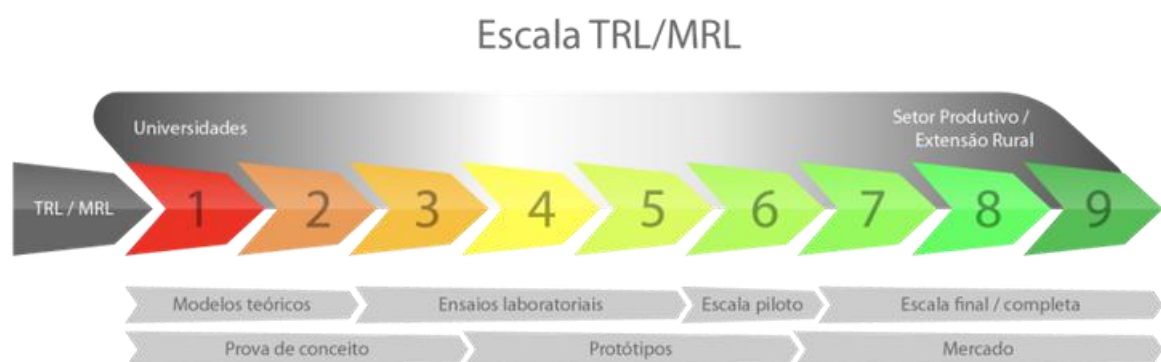 Escala TRL/MRL
Universidades
Setor Produtivo /
Extensão Rural
TRL / MRL
1
2
3
4
5
6
7
8
9
Modelos teóricos
Ensaios laboratoriais
Escala piloto
Escala final / completa
Prova de conceito
Protótipos
Mercado